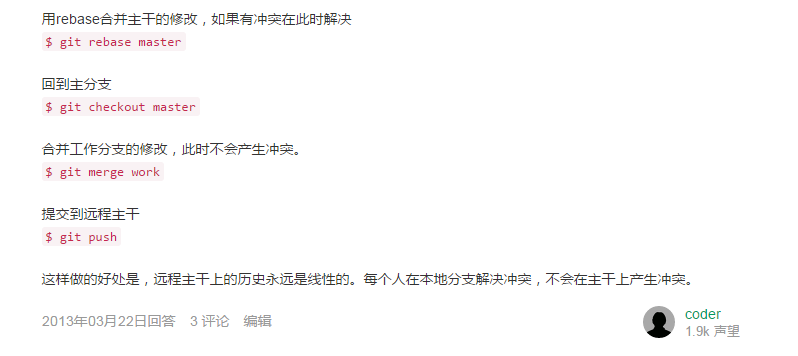 用rebase合并主干的修改，如果有冲突在此时解决
$ git rebase master
回到主分支
$ git checkout master
合并工作分支的修改，此时不会产生冲突。
$ git merge work
提交到远程主干
$ git push
这样做的好处是，远程主干上的历史永远是线性的。每个人在本地分支解决冲突，不会在主干上产生冲突。
2013年03月22日回答 3 评论 编辑
coder
1.9k 声望